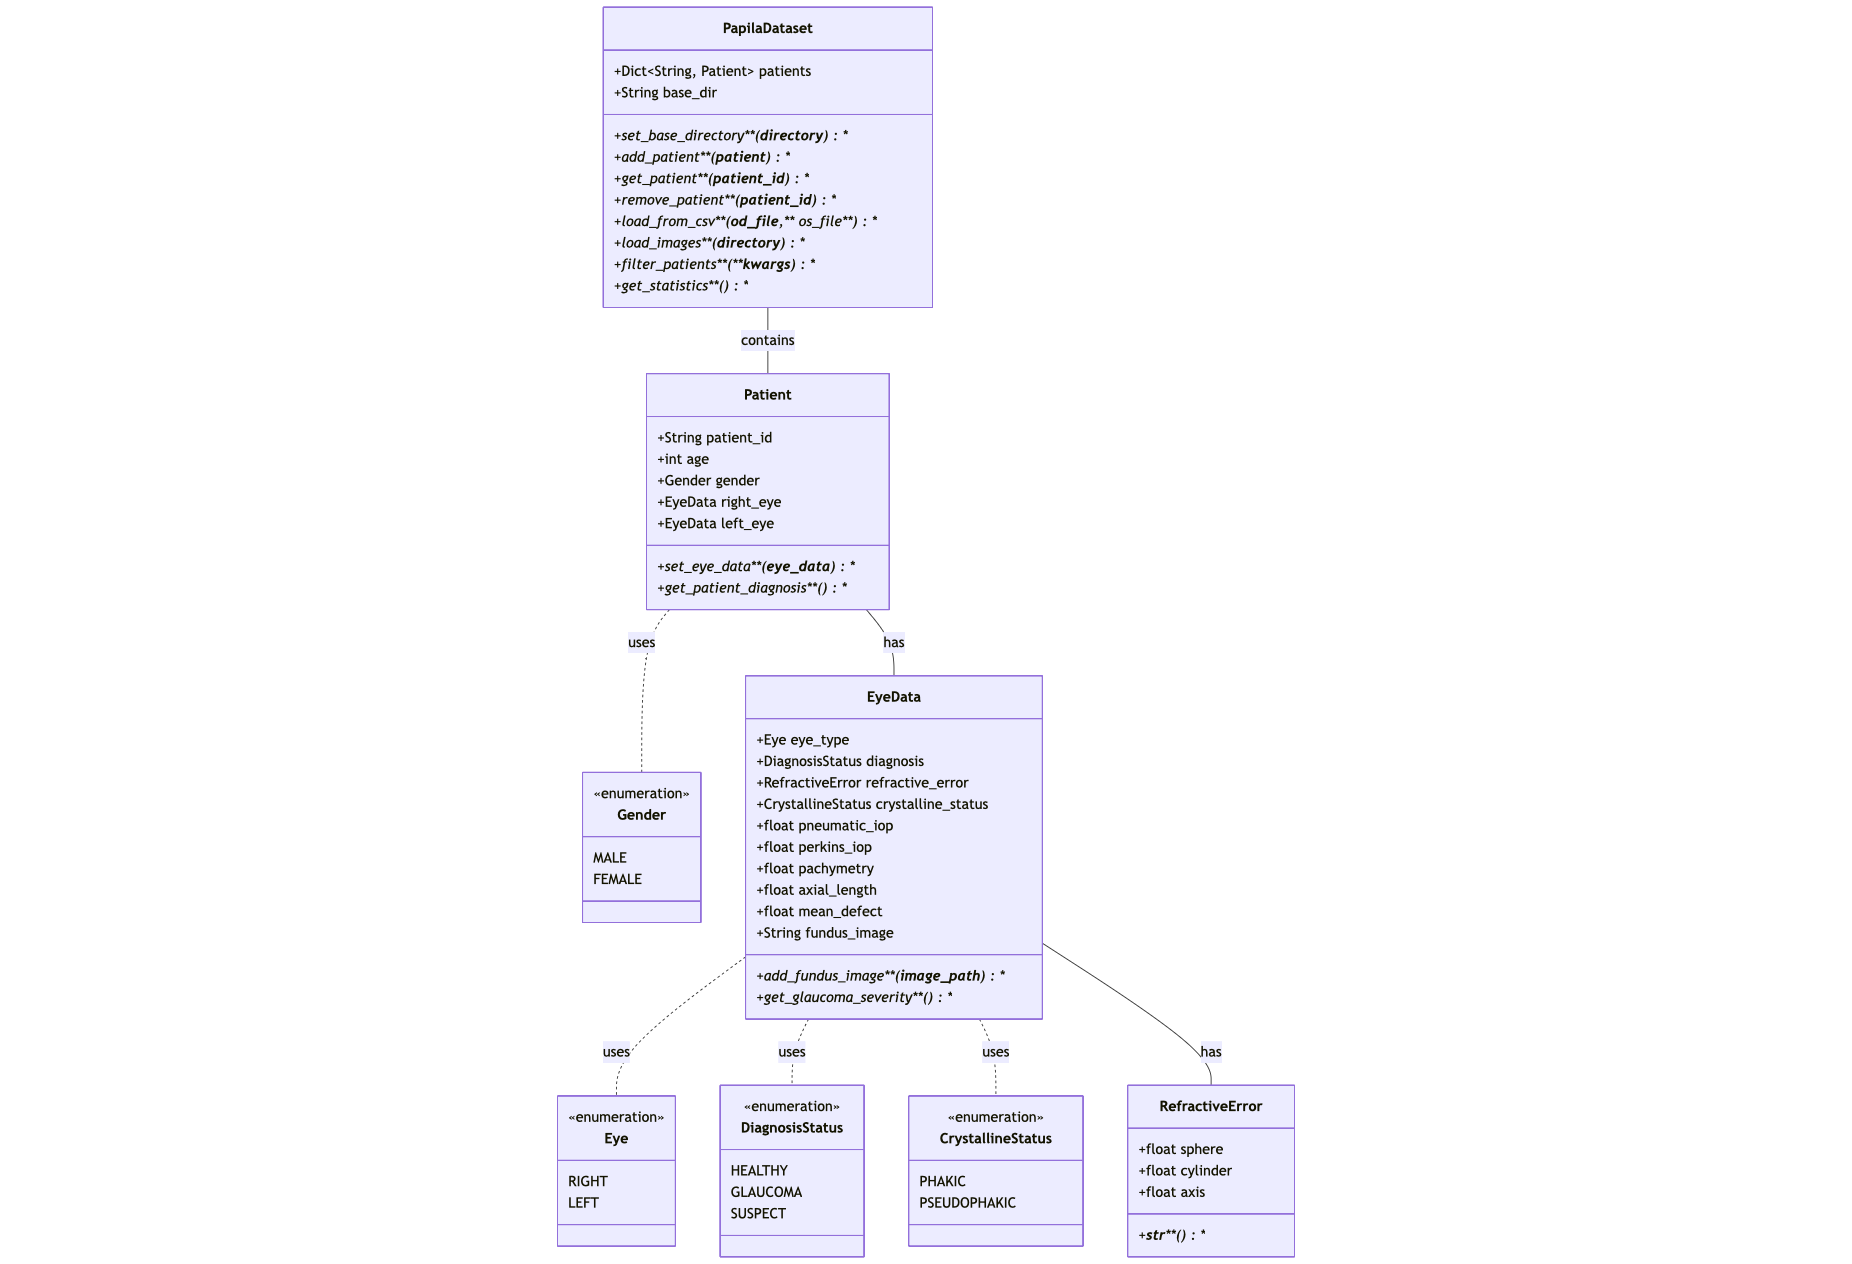 PapilaDataset
+Dict<String, Patient> patients
+String base_dir
+set_base_directory**(directory) : *
+add_patient**(patient) : *
+get_patient**(patient_id) : *
+remove_patient**(patient_id) : *
+load_from_csv**(od_file,** os_file**) : *
+load_images**(directory) : *
+filter_patients**(**kwargs) : *
+get_statistics**() : *
contains
Patient
+String patient_id
+int age
+Gender gender
+EyeData right_eye
+EyeData left_eye
+set_eye_data**(eye_data) : *
+get_patient_diagnosis**() : *
uses
has
EyeData
+Eye eye_type
+DiagnosisStatus diagnosis
+RefractiveError refractive_error
+CrystallineStatus crystalline_status
+float pneumatic_iop
+float perkins_iop
+float pachymetry
+float axial_length
+float mean_defect
+String fundus_image
+add_fundus_image**(image_path) : *
+get_glaucoma_severity**() : *
«enumeration»
Gender
MALE
FEMALE
uses
uses
uses
has
«enumeration»
Eye
RIGHT
LEFT
«enumeration»
DiagnosisStatus
HEALTHY
GLAUCOMA
SUSPECT
«enumeration»
CrystallineStatus
PHAKIC
PSEUDOPHAKIC
RefractiveError
+float sphere
+float cylinder
+float axis
+str**() : *